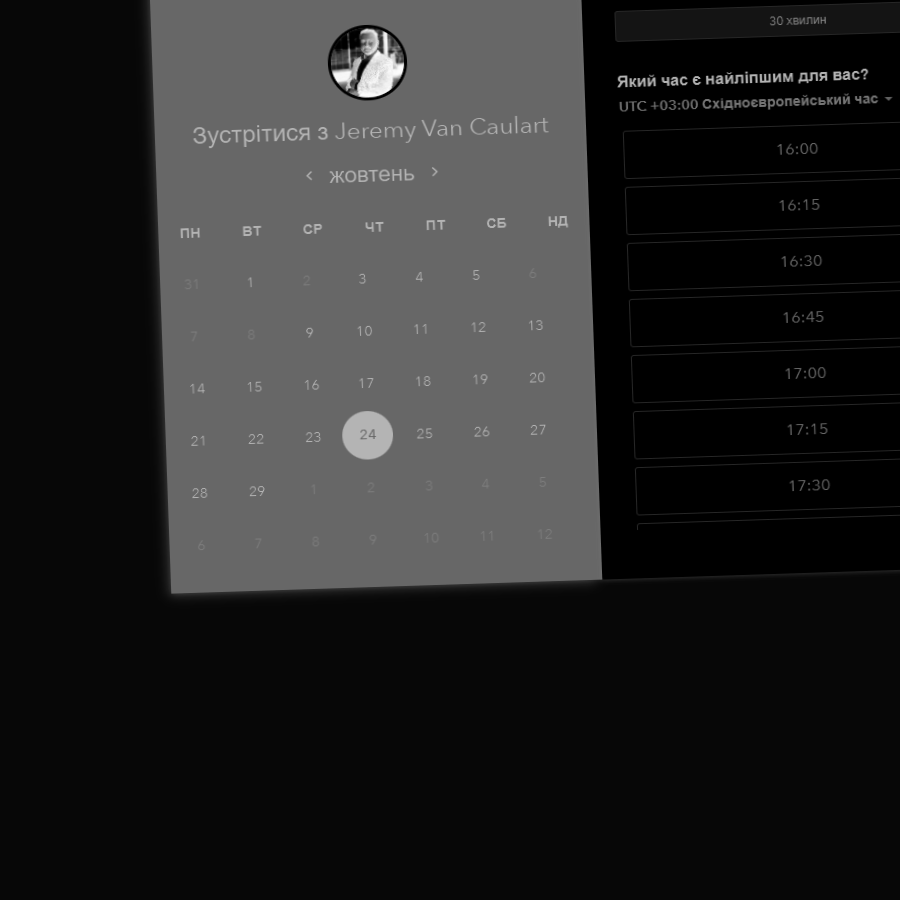 Зустрітися з Jeremy Van Caulart
жовтень
ПН ВТ СР ЧТ ПТ СБ НД
31 1 2 3 4 5 6
7 8 9 10 11 12 13
14 15 16 17 18 19 20
21 22 23 24 25 26 27
28 29 1 2 3 4 5
6 7 8 9 10 11 12
30 хвилин
Який час є найліпшим для вас?
UTC +03:00 Східноєвропейський час
16:00
16:15
16:30
16:45
17:00
17:15
17:30